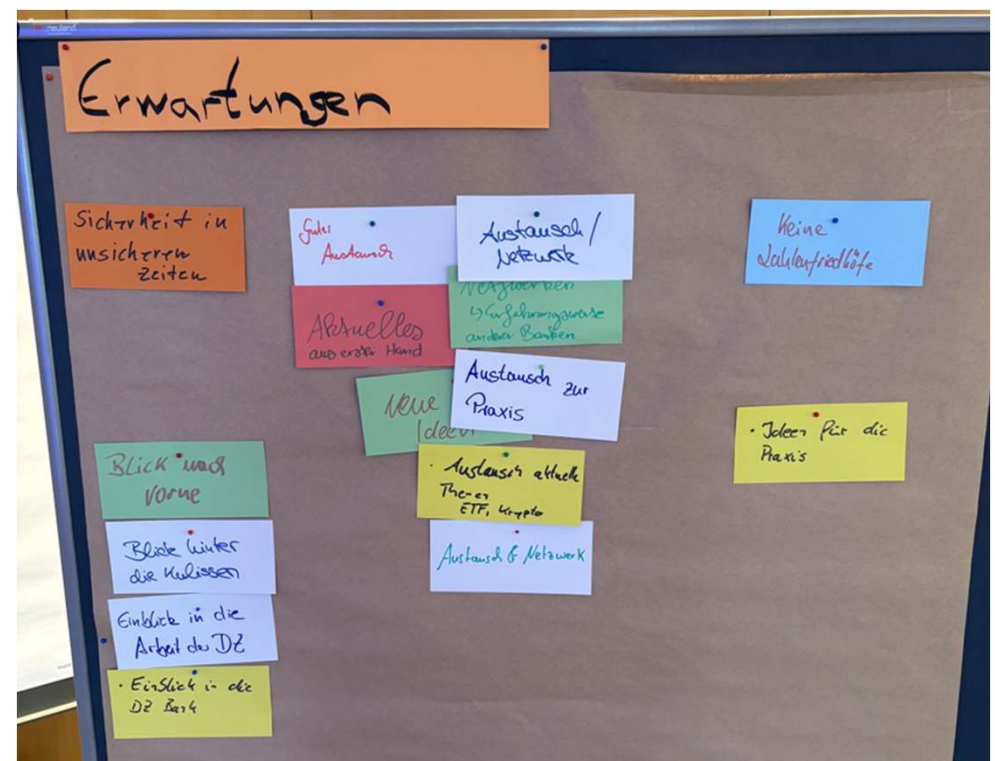 neuland
Erwartungen
Sicherheit in
unsicheren
Zeiten
Guter
Austausch
Austausch /
Netzwerk
Keine
Zahlenfriedhöfe
Aktuelles
aus erster Hand
Netzwerken
↳ Erfahrungswerte
anderer Banken
Neue
Ideen
Austausch zur
Praxis
• Ideen für die
Praxis
Blick nach
vorne
• Austausch aktuelle
Themen
ETF, Krypto
Blick hinter
die Kulissen
Austausch & Netzwerk
Einblick in die
Arbeit der DZ
• Einblick in die
DZ Bank